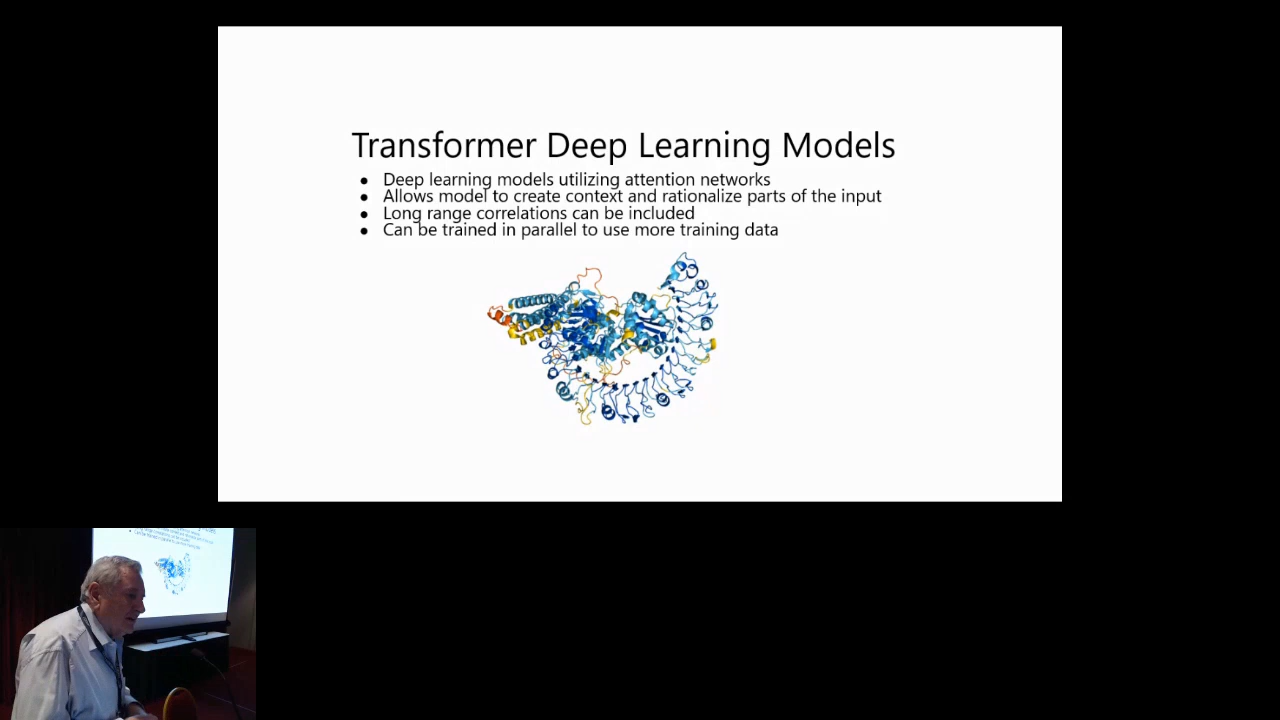 Transformer Deep Learning Models
● Deep learning models utilizing attention networks
● Allows model to create context and rationalize parts of the input
● Long range correlations can be included
● Can be trained in parallel to use more training data